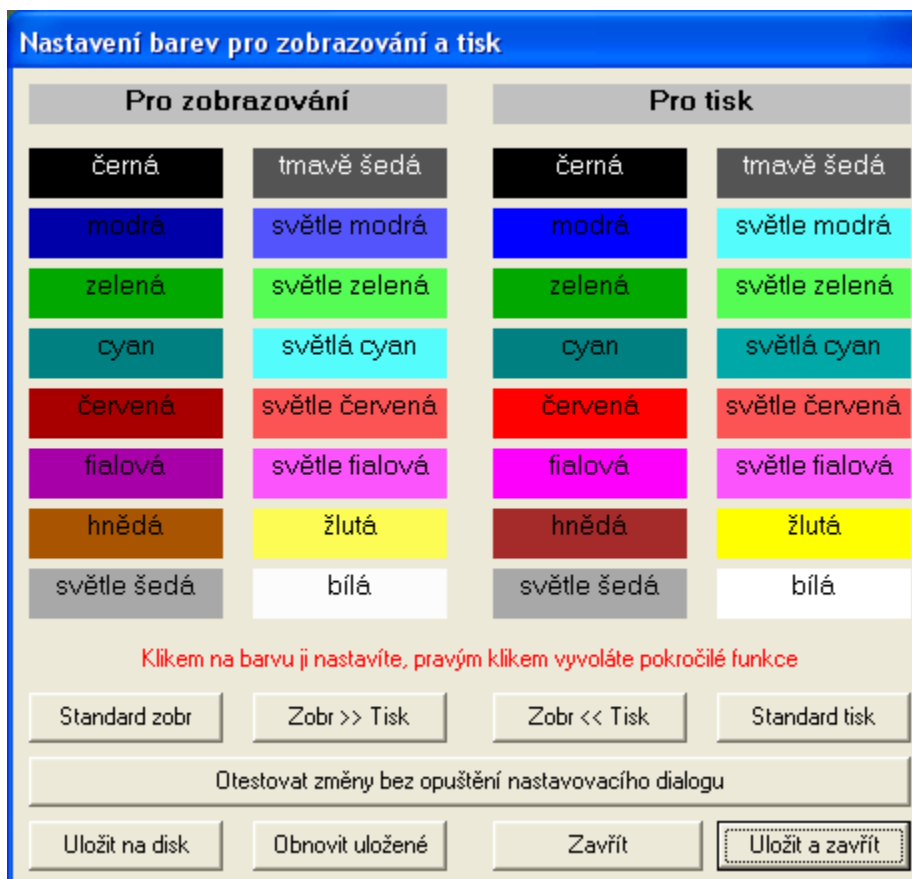 Nastavení barev pro zobrazování a tisk
Pro zobrazování Pro tisk
černá tmavě šedá černá tmavě šedá
modrá světle modrá modrá světle modrá
zelená světle zelená zelená světle zelená
cyan světlá cyan cyan světlá cyan
červená světle červená červená světle červená
fialová světle fialová fialová světle fialová
hnědá žlutá hnědá žlutá
světle šedá bílá světle šedá bílá
Klikem na barvu ji nastavíte, pravým klikem vyvoláte pokročilé funkce
Standard zobr Zobr >> Tisk Zobr << Tisk Standard tisk
Otestovat změny bez opuštění nastavovacího dialogu
Uložit na disk Obnovit uložené Zavřít Uložit a zavřít